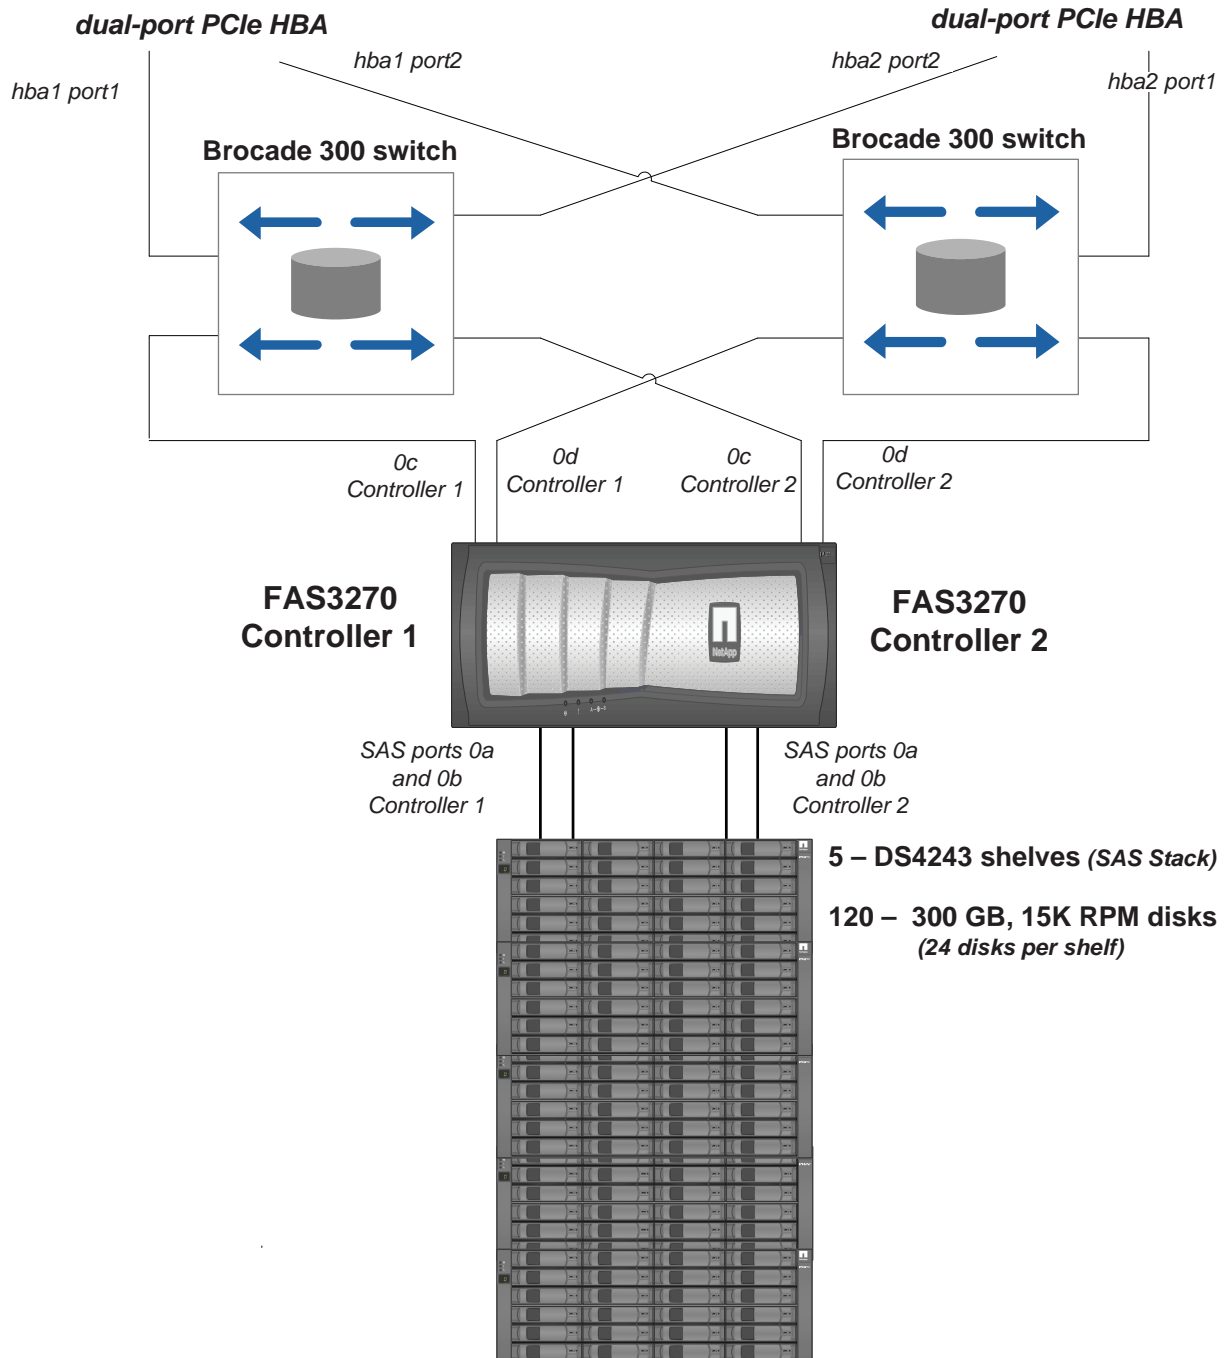 dual-port PCIe HBA
dual-port PCIe HBA
hba1 port1
hba1 port2
hba2 port2
hba2 port1
Brocade 300 switch
Brocade 300 switch
0c
Controller 1
0d
Controller 1
0c
Controller 2
0d
Controller 2
FAS3270
Controller 1
NetApp
FAS3270
Controller 2
SAS ports 0a
and 0b
Controller 1
SAS ports 0a
and 0b
Controller 2
5 – DS4243 shelves (SAS Stack)
120 – 300 GB, 15K RPM disks
(24 disks per shelf)